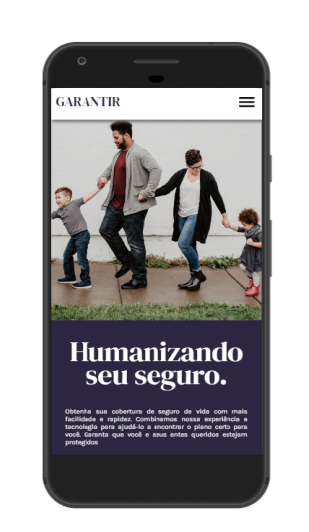 GARANTIR
Humanizando
seu seguro.
Obtenha sua cobertura de seguro de vida com mais
facilidade e rapidez. Combinamos nossa experiência e
tecnologia para ajudá-lo a encontrar o plano certo para
você. Garanta que você e seus entes queridos estejam
protegidos